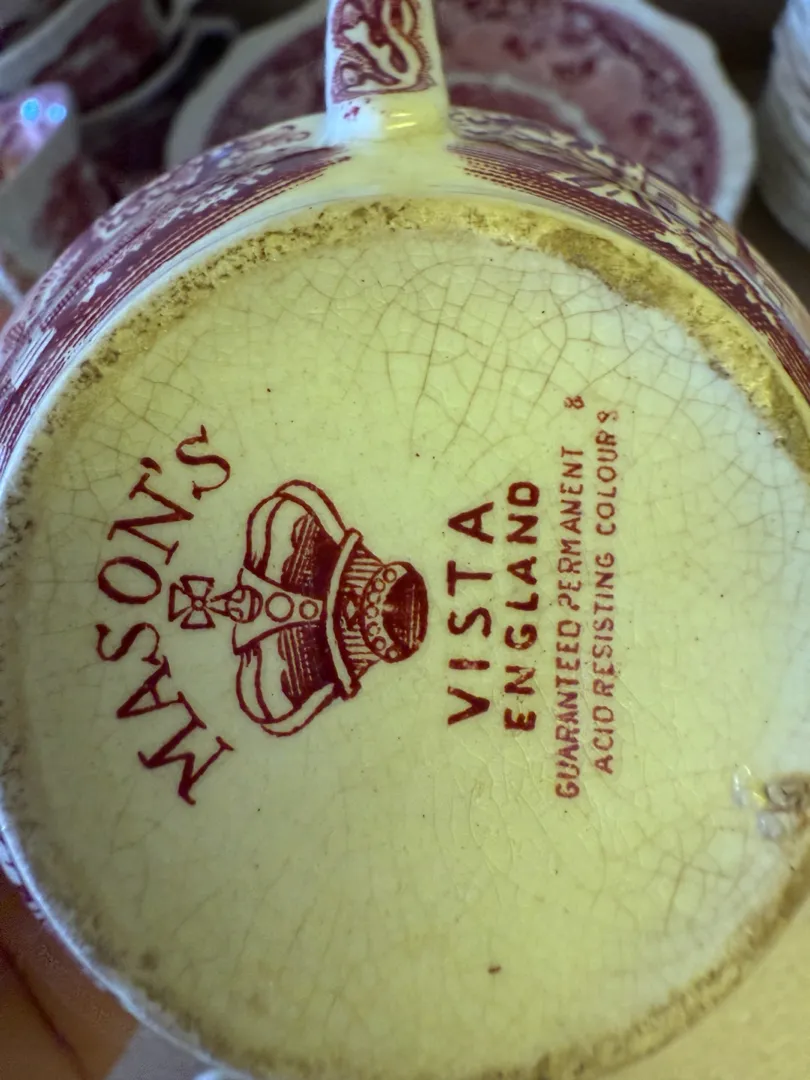 MASON'S
VISTA
ENGLAND
GUARANTEED PERMANENT &
ACID RESISTING COLOURS